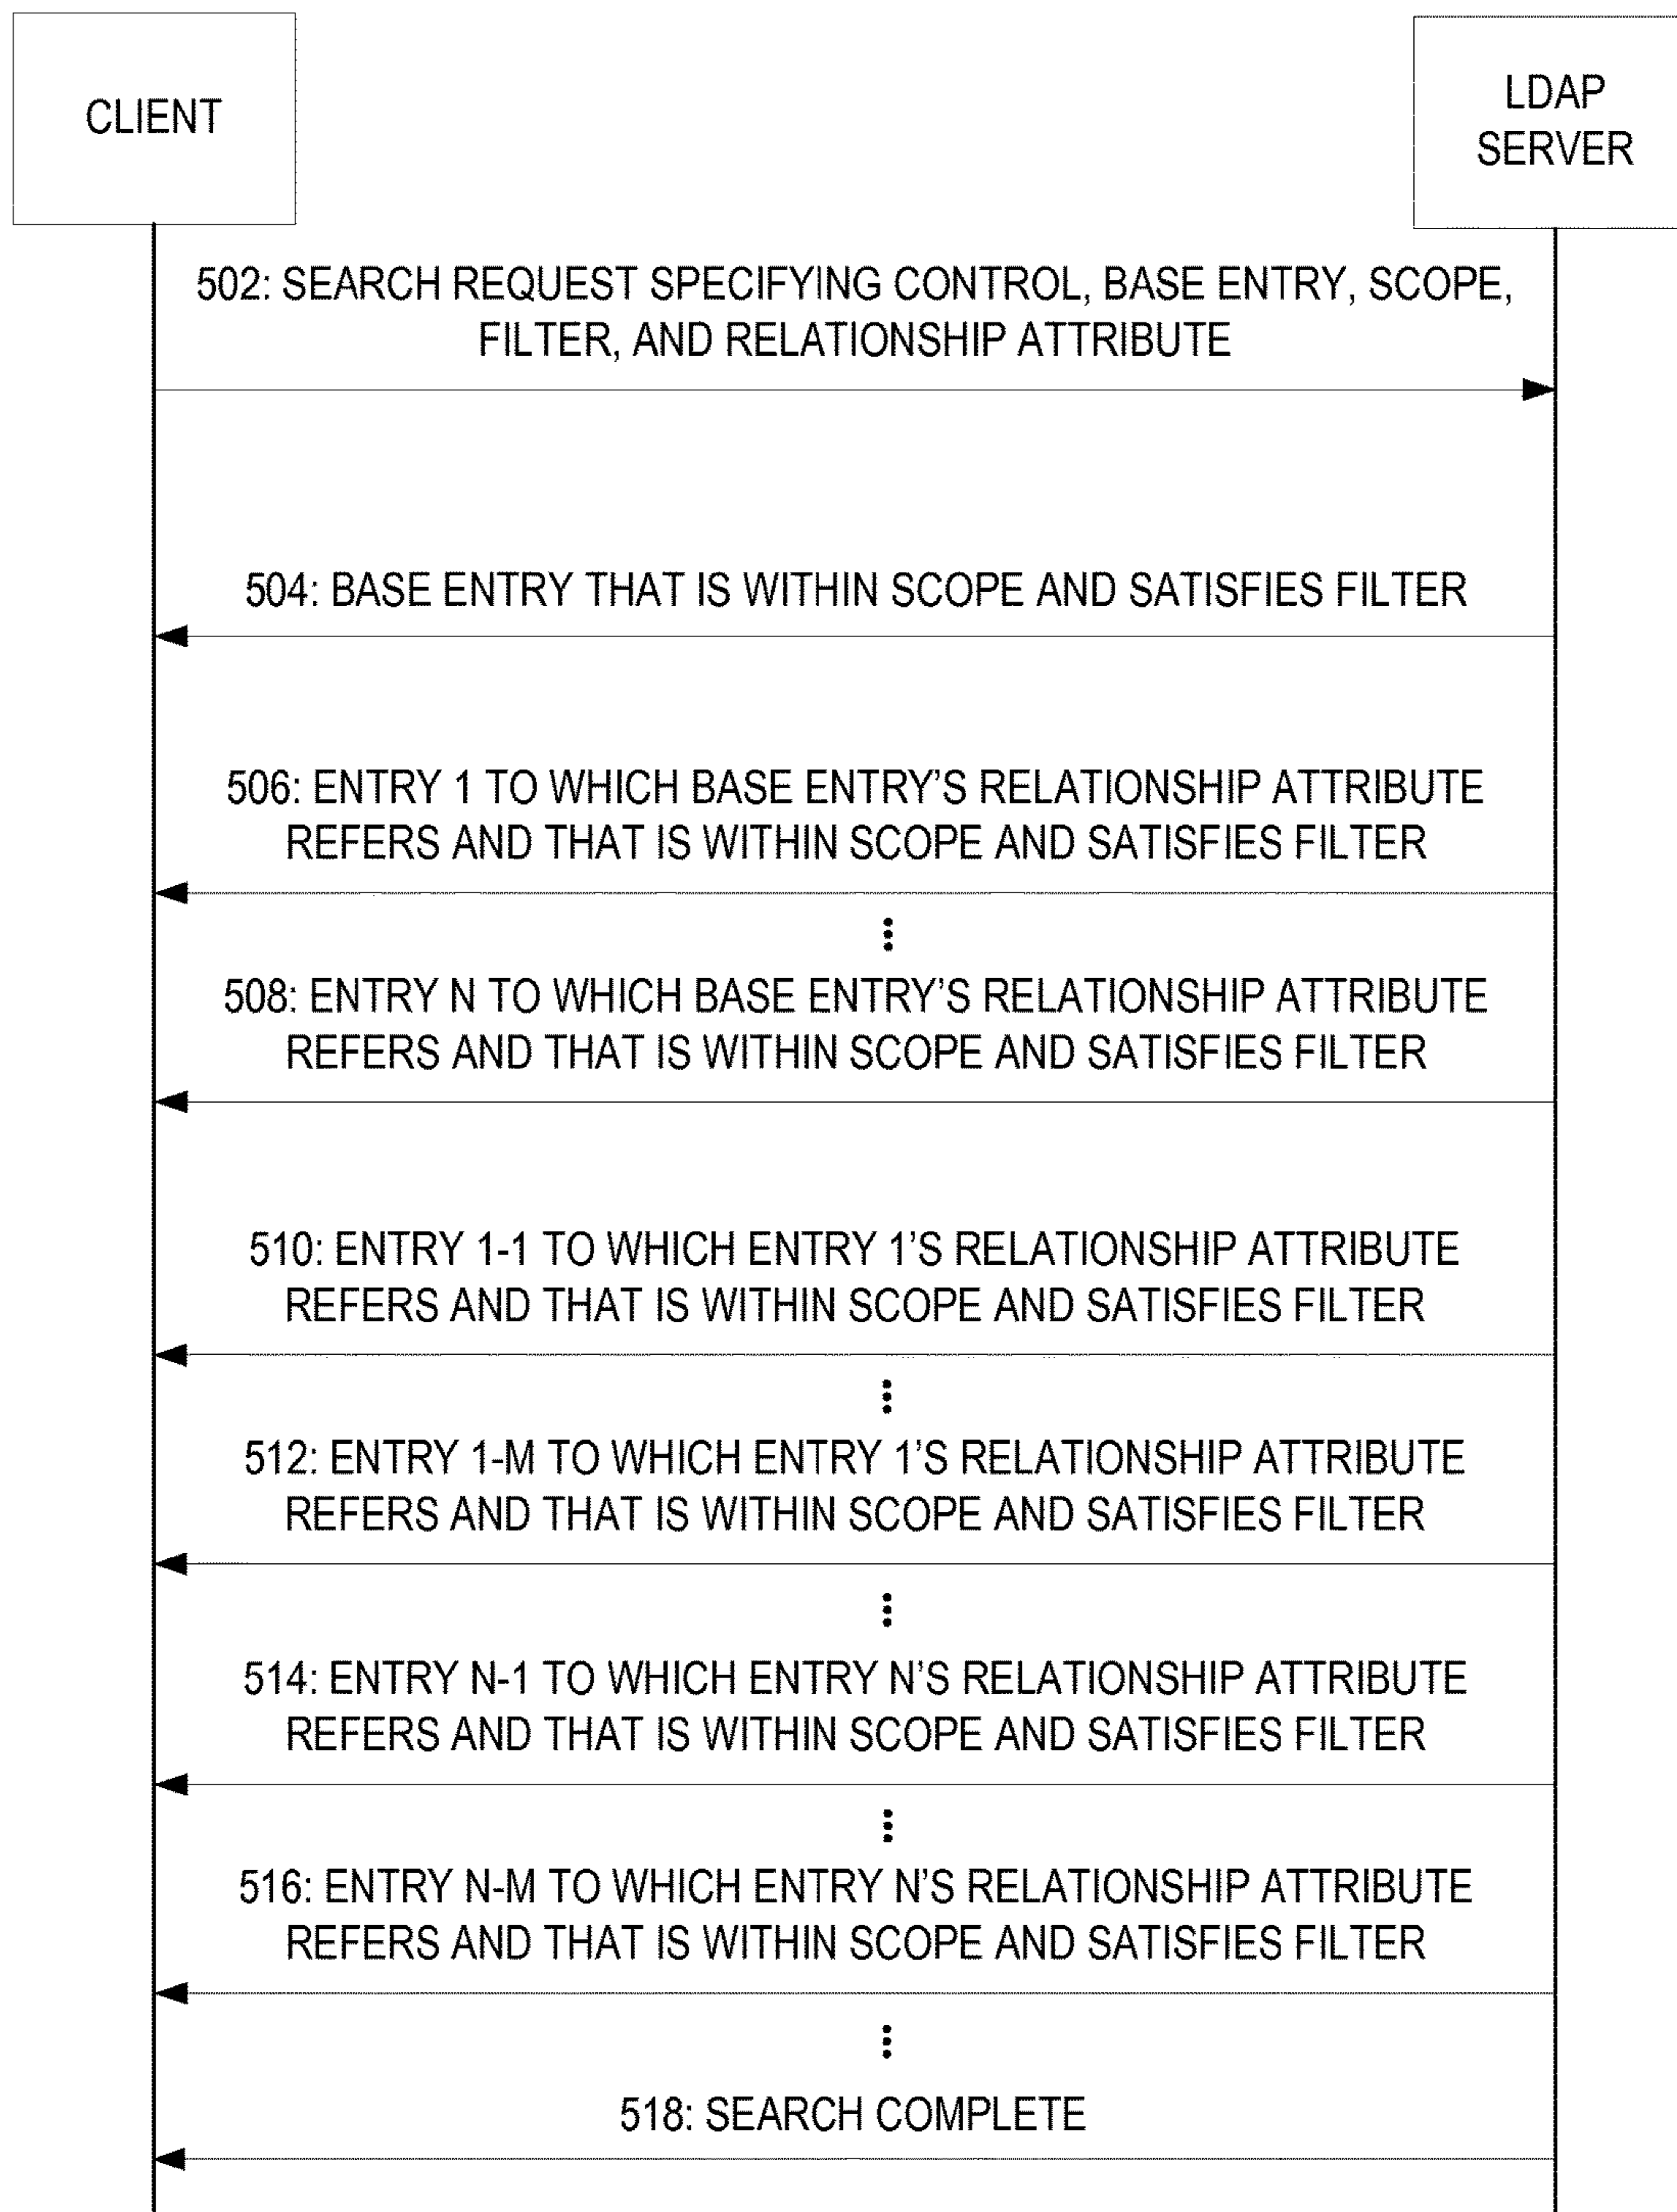 CLIENT
LDAP
SERVER
502: SEARCH REQUEST SPECIFYING CONTROL, BASE ENTRY, SCOPE,
FILTER, AND RELATIONSHIP ATTRIBUTE
504: BASE ENTRY THAT IS WITHIN SCOPE AND SATISFIES FILTER
506: ENTRY 1 TO WHICH BASE ENTRY'S RELATIONSHIP ATTRIBUTE
REFERS AND THAT IS WITHIN SCOPE AND SATISFIES FILTER
508: ENTRY N TO WHICH BASE ENTRY'S RELATIONSHIP ATTRIBUTE
REFERS AND THAT IS WITHIN SCOPE AND SATISFIES FILTER
510: ENTRY 1-1 TO WHICH ENTRY 1'S RELATIONSHIP ATTRIBUTE
REFERS AND THAT IS WITHIN SCOPE AND SATISFIES FILTER
512: ENTRY 1-M TO WHICH ENTRY 1'S RELATIONSHIP ATTRIBUTE
REFERS AND THAT IS WITHIN SCOPE AND SATISFIES FILTER
514: ENTRY N-1 TO WHICH ENTRY N'S RELATIONSHIP ATTRIBUTE
REFERS AND THAT IS WITHIN SCOPE AND SATISFIES FILTER
516: ENTRY N-M TO WHICH ENTRY N'S RELATIONSHIP ATTRIBUTE
REFERS AND THAT IS WITHIN SCOPE AND SATISFIES FILTER
518: SEARCH COMPLETE